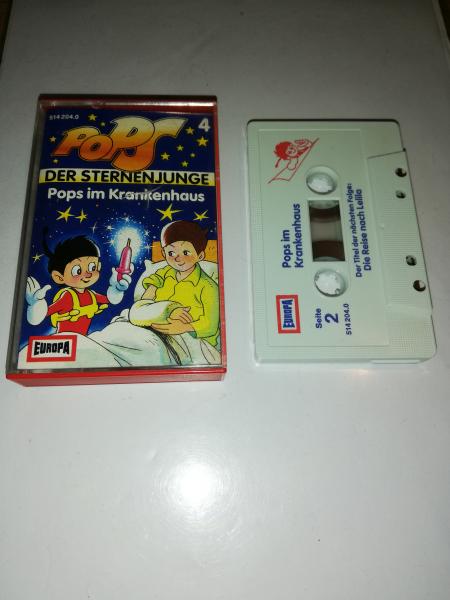 514 204.0
POPS
4
DER STERNENJUNGE
Pops im Krankenhaus
EUROPA
Pops im
Krankenhaus
Der Titel der nächsten Folge:
Die Reise nach Leilila
EUROPA
Seite
2
514 204.0